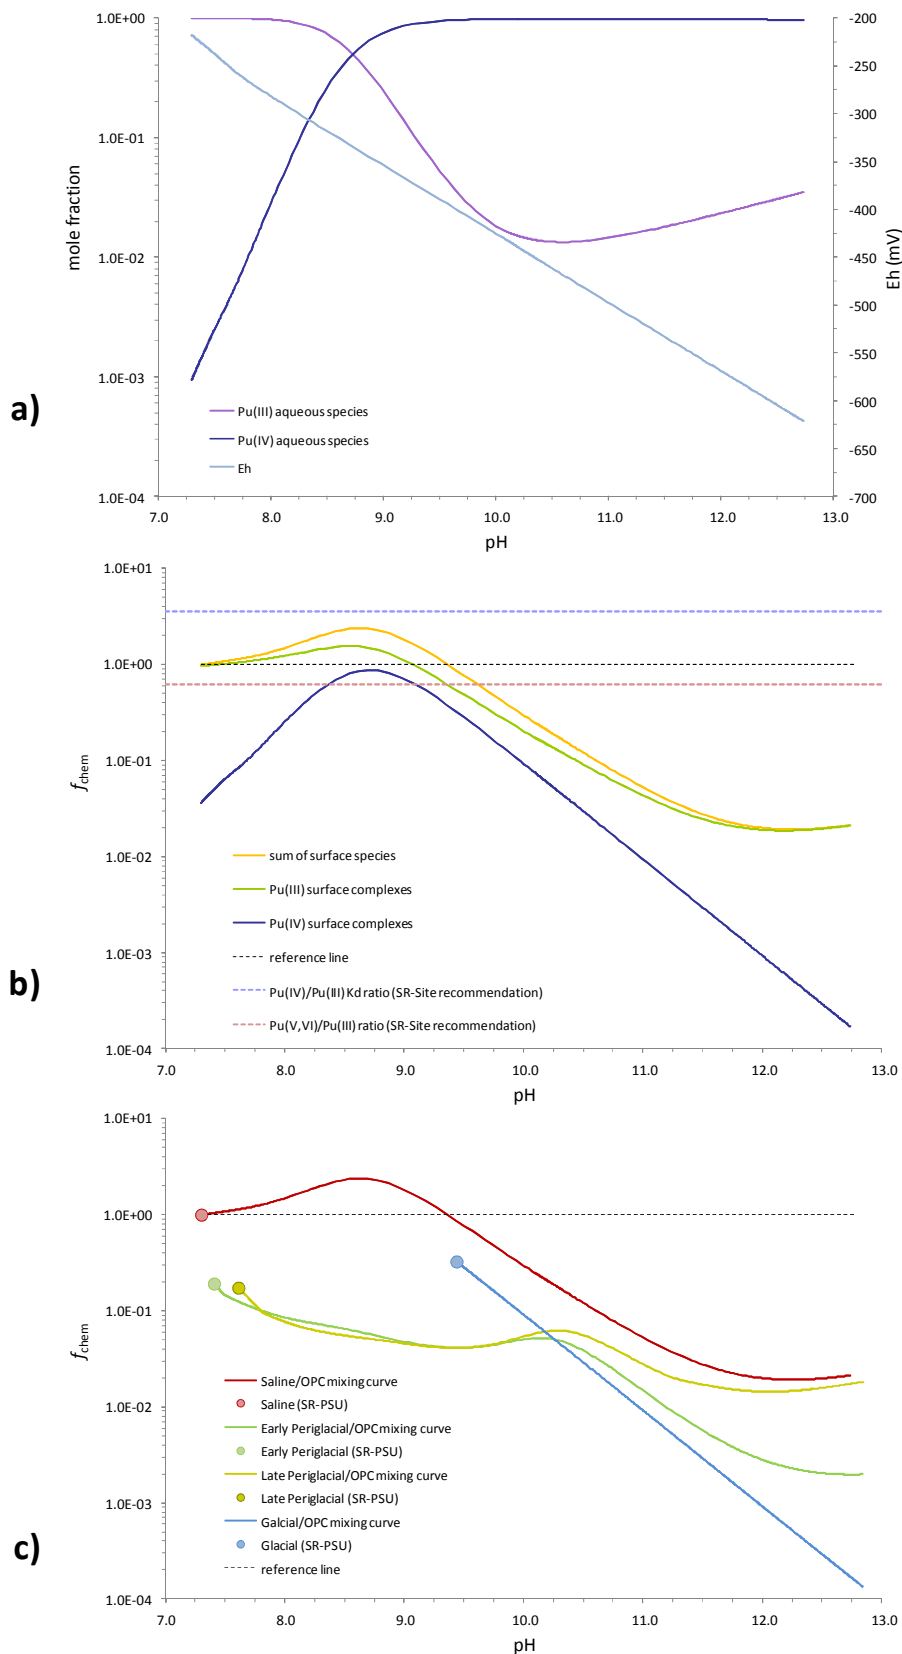 1.0E+00
1.0E-01
1.0E-02
1.0E-03
1.0E-04
mole fraction
-200
-250
-300
-350
-400
-450
-500
-550
-600
-650
-700
Eh (mV)
Pu(III) aqueous species
Pu(IV) aqueous species
Eh
a)
7.0 8.0 9.0 10.0 11.0 12.0 13.0
pH
1.0E+01
1.0E+00
1.0E-01
1.0E-02
1.0E-03
1.0E-04
fchem
sum of surface species
Pu(III) surface complexes
Pu(IV) surface complexes
reference line
Pu(IV)/Pu(III) Kd ratio (SR-Site recommendation)
Pu(V,VI)/Pu(III) ratio (SR-Site recommendation)
b)
7.0 8.0 9.0 10.0 11.0 12.0 13.0
pH
1.0E+01
1.0E+00
1.0E-01
1.0E-02
1.0E-03
1.0E-04
fchem
Saline/OPC mixing curve
Saline (SR-PSU)
Early Periglacial/OPC mixing curve
Early Periglacial (SR-PSU)
Late Periglacial/OPC mixing curve
Late Periglacial (SR-PSU)
Galcial/OPC mixing curve
Glacial (SR-PSU)
reference line
c)
7.0 8.0 9.0 10.0 11.0 12.0 13.0
pH